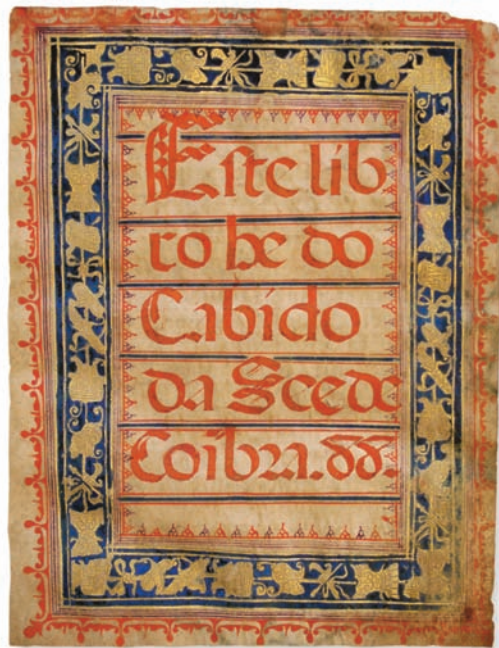 Este lib
ro he do
Cabido
da See de
Coibra.